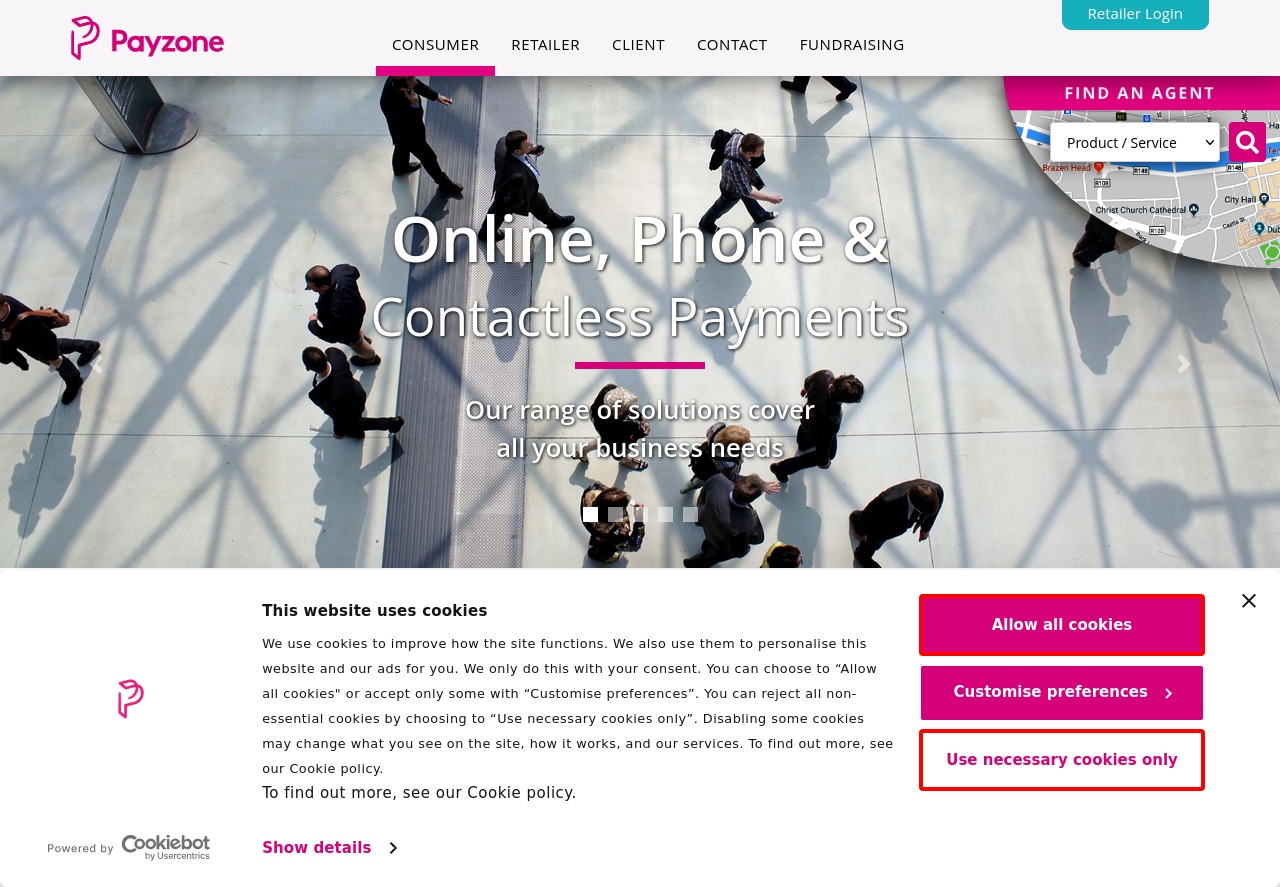 Retailer Login
Payzone
CONSUMER RETAILER CLIENT CONTACT FUNDRAISING
FIND AN AGENT
Product / Service
Brazen Head
R108
R148
R148
City Hall
Christ Church Cathedral
Castle St
R108
Dub
Online, Phone &
Contactless Payments
Our range of solutions cover
all your business needs
This website uses cookies
We use cookies to improve how the site functions. We also use them to personalise this
website and our ads for you. We only do this with your consent. You can choose to “Allow
all cookies" or accept only some with “Customise preferences”. You can reject all non-
essential cookies by choosing to “Use necessary cookies only”. Disabling some cookies
may change what you see on the site, how it works, and our services. To find out more, see
our Cookie policy.
To find out more, see our Cookie policy.
Allow all cookies
Customise preferences
Use necessary cookies only
Powered by Cookiebot
by Usercentrics
Show details